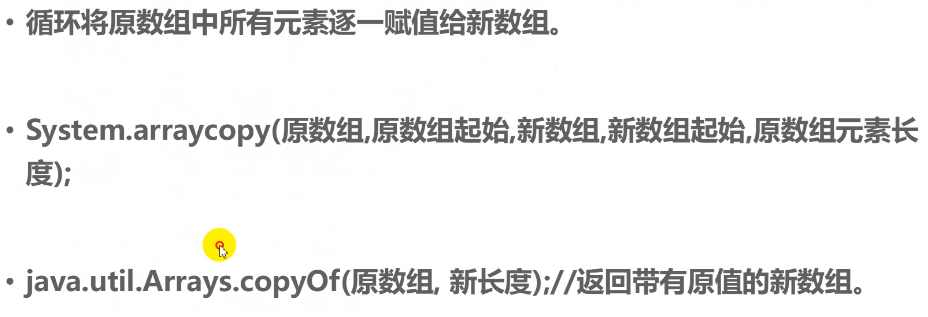 • 循环将原数组中所有元素逐一赋值给新数组。
• System.arraycopy(原数组,原数组起始,新数组,新数组起始,原数组元素长
度);
• java.util.Arrays.copyOf(原数组, 新长度);//返回带有原值的新数组。